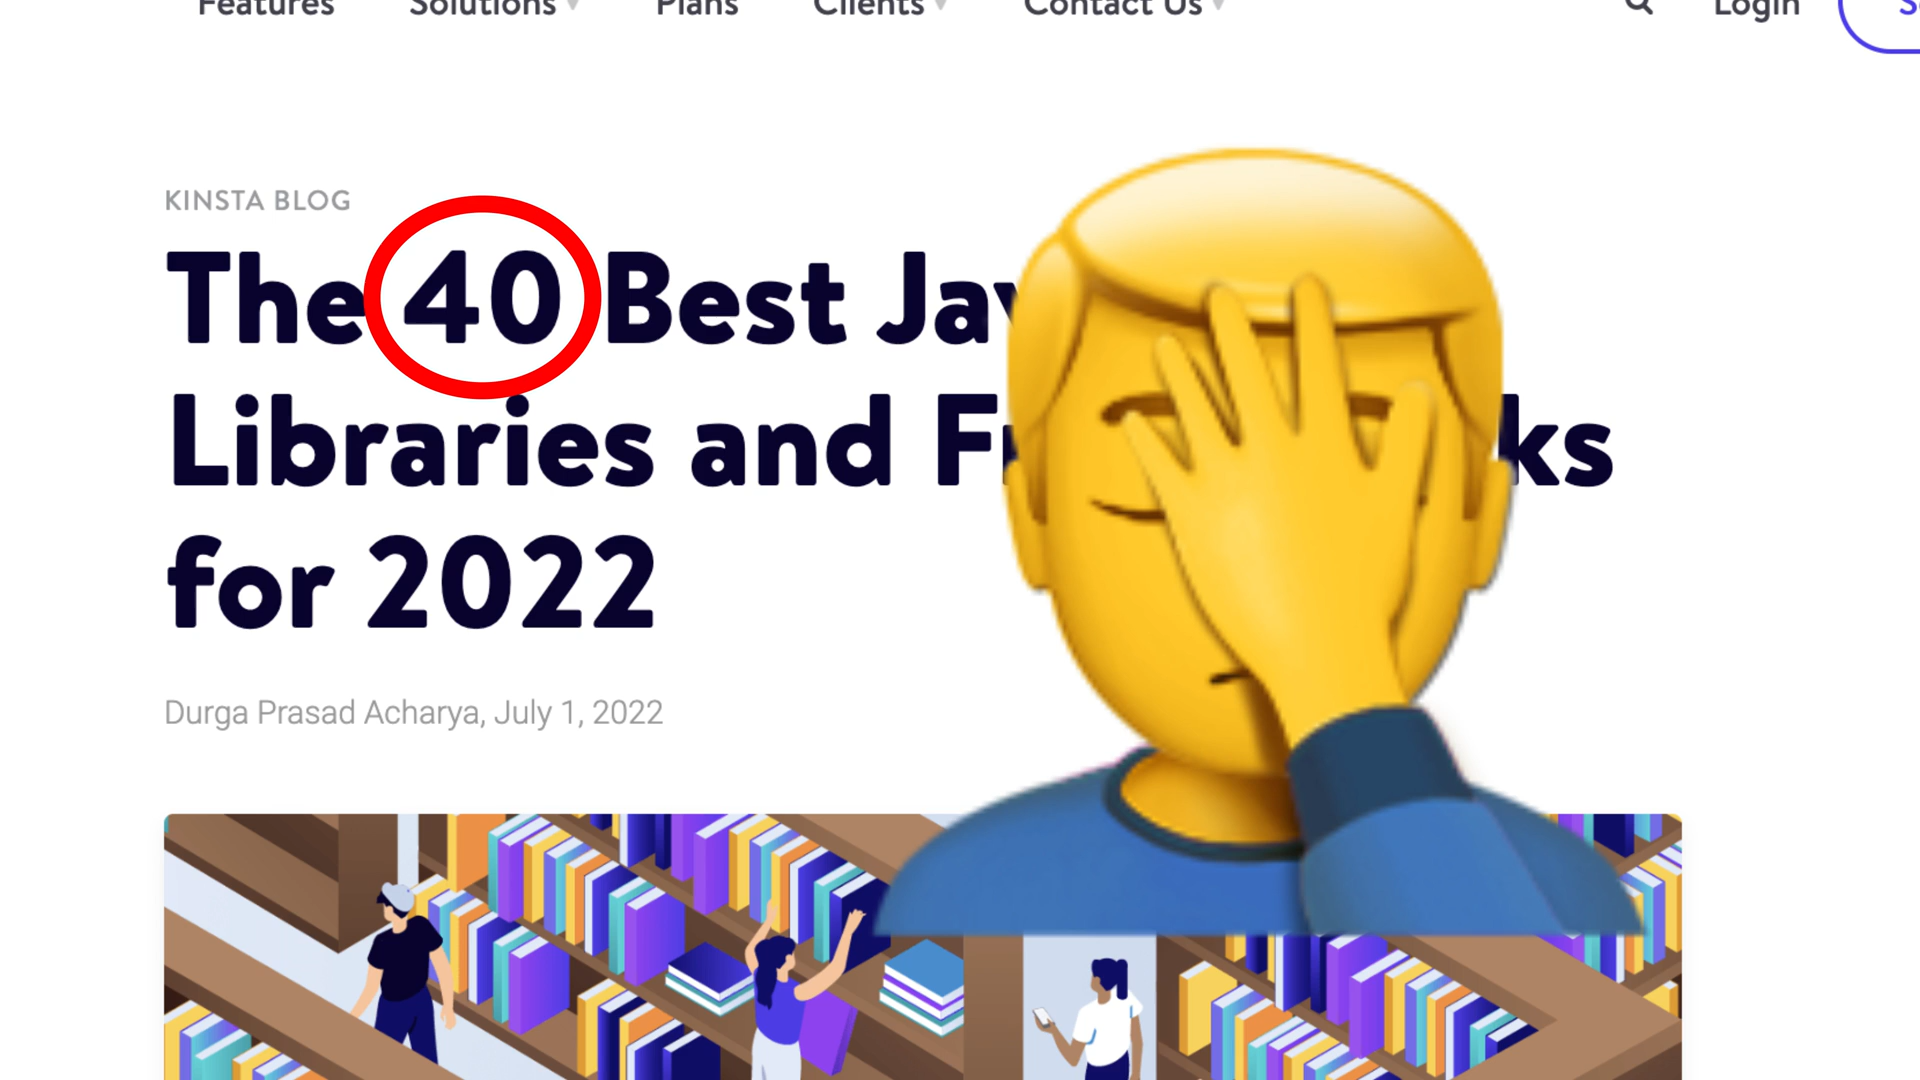 Features Solutions Plans Clients Contact Us Login
KINSTA BLOG
The 40 Best Jav
Libraries and F ks
for 2022
Durga Prasad Acharya, July 1, 2022